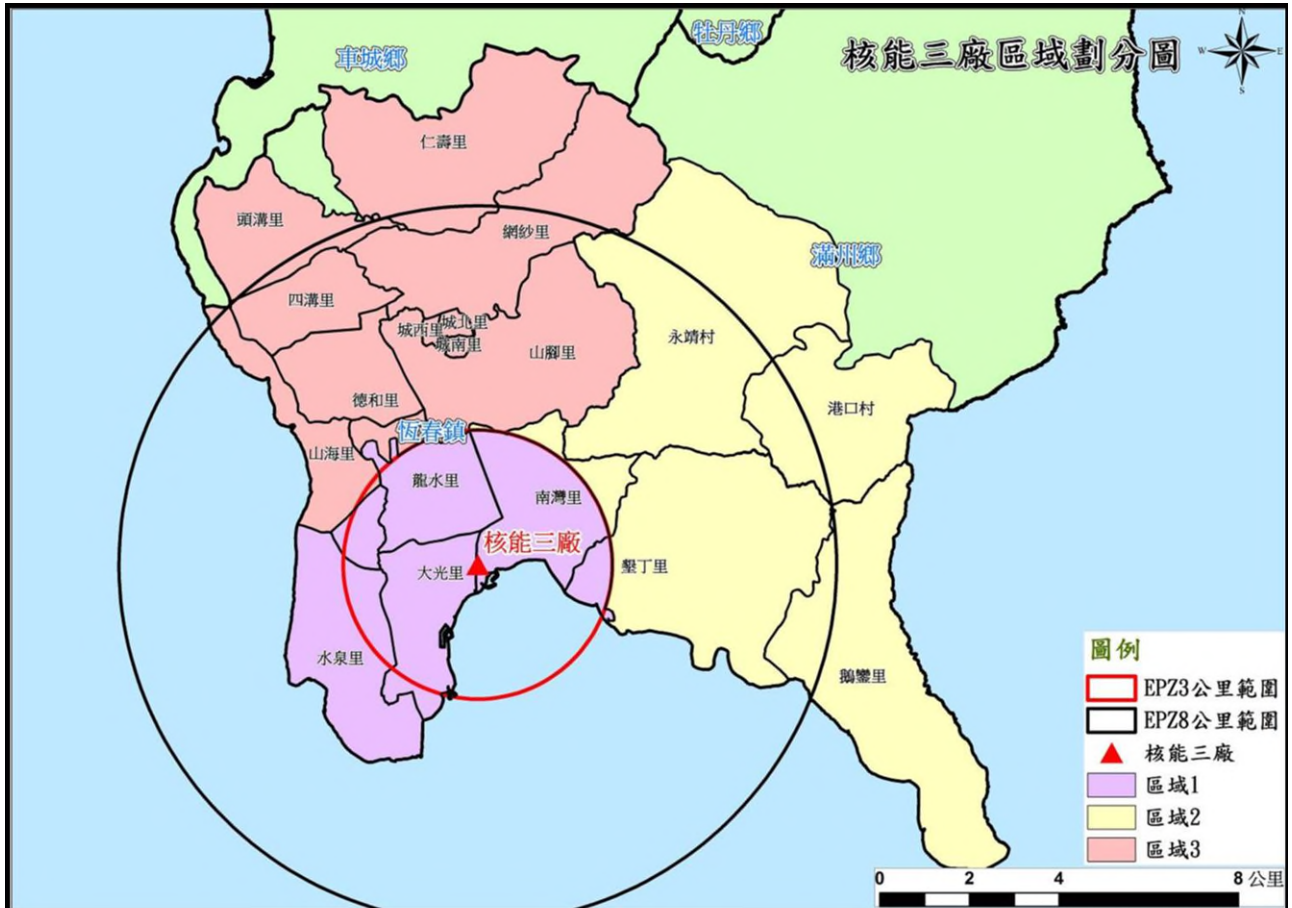 核能三廠區域劃分圖
N
W
E
S
車城鄉
牡丹鄉
仁壽里
頭溝里
網紗里
滿州鄉
四溝里
城西里
城北里
城南里
山腳里
永靖村
德和里
港口村
恆春鎮
山海里
龍水里
南灣里
核能三廠
大光里
墾丁里
水泉里
鵝鑾里
圖例
EPZ3公里範圍
EPZ8公里範圍
核能三廠
區域1
區域2
區域3
0 2 4 8 公里